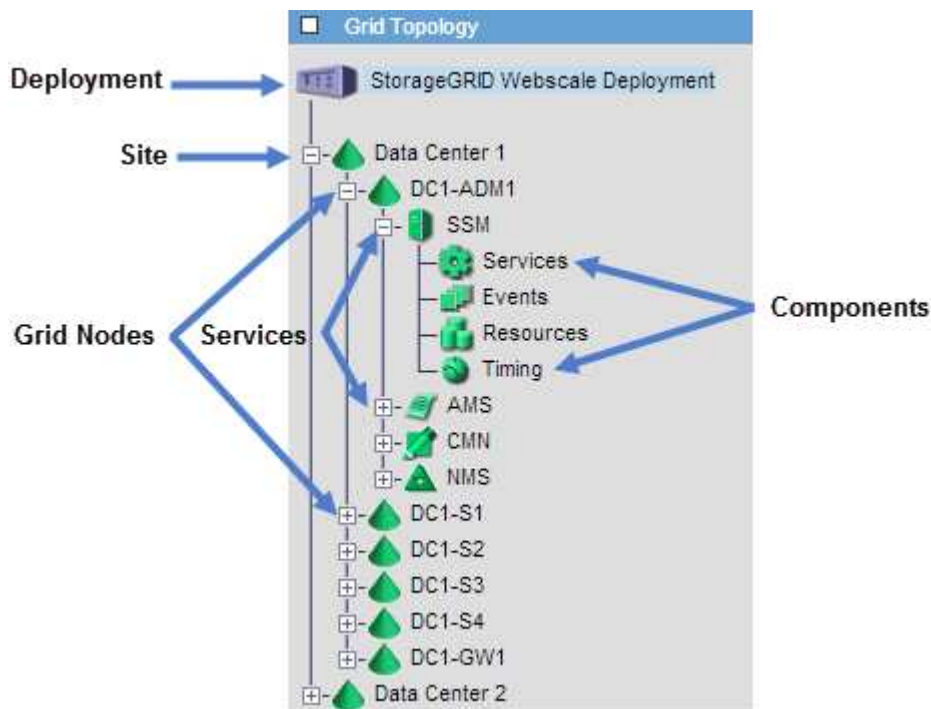 Grid Topology
Deployment
StorageGRID Webscale Deployment
Site
Data Center 1
DC1-ADM1
SSM
Services
Events
Components
Grid Nodes
Services
Resources
Timing
AMS
CMN
NMS
DC1-S1
DC1-S2
DC1-S3
DC1-S4
DC1-GW1
Data Center 2